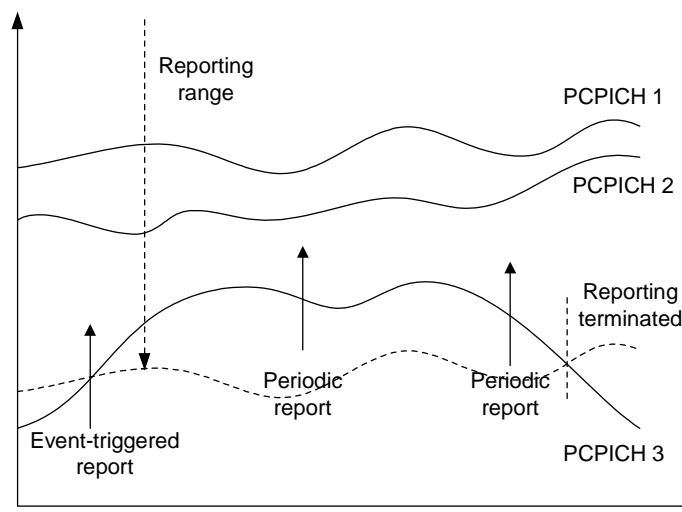 Reporting
range
PCPICH 1
PCPICH 2
Reporting
terminated
Periodic
report
Periodic
report
Event-triggered
report
PCPICH 3